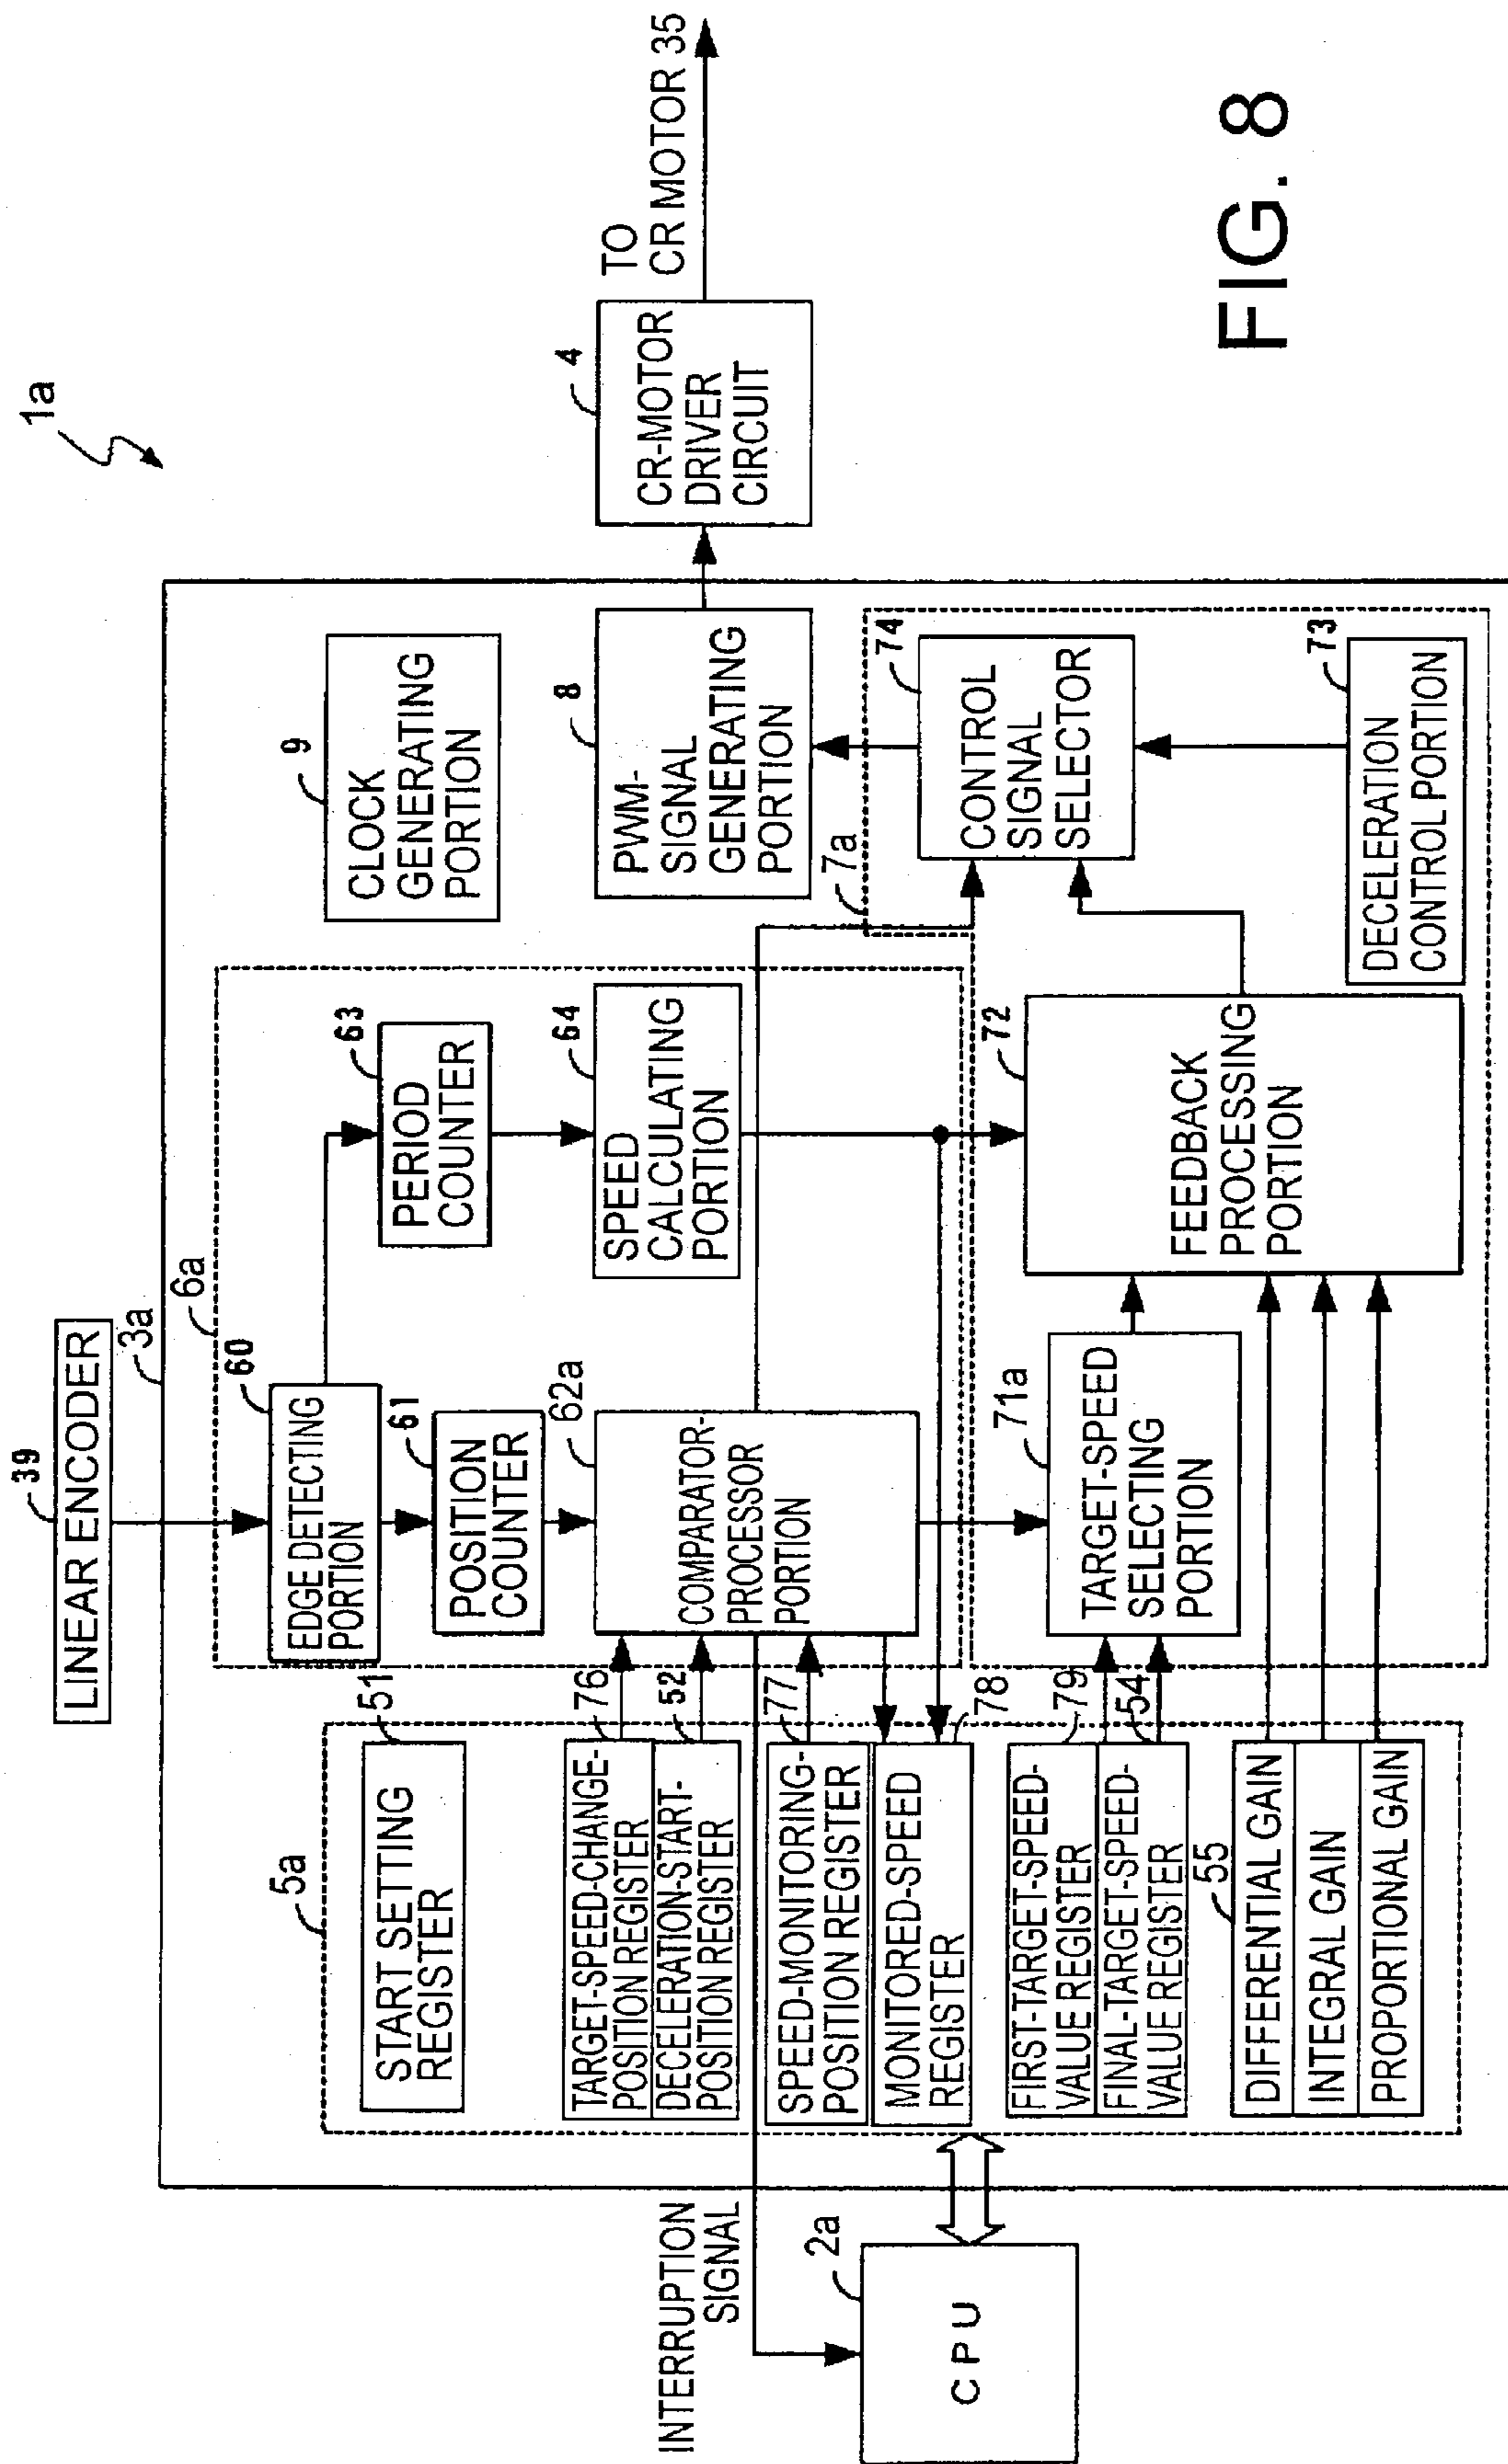 1a
39
LINEAR ENCODER
3a
TO
CR MOTOR 35
4
CR-MOTOR
DRIVER
CIRCUIT
9
CLOCK
GENERATING
PORTION
8
PWM-
SIGNAL
GENERATING
PORTION
6a
60
EDGE DETECTING
PORTION
61
POSITION
COUNTER
62a
COMPARATOR-
PROCESSOR
PORTION
63
PERIOD
COUNTER
64
SPEED
CALCULATING
PORTION
7a
74
CONTROL
SIGNAL
SELECTOR
73
DECELERATION
CONTROL PORTION
72
FEEDBACK
PROCESSING
PORTION
71a
TARGET-SPEED
SELECTING
PORTION
5a
51
START SETTING
REGISTER
76
TARGET-SPEED-CHANGE-
POSITION REGISTER
52
DECELERATION-START-
POSITION REGISTER
77
SPEED-MONITORING-
POSITION REGISTER
78
MONITORED-SPEED
REGISTER
79
FIRST-TARGET-SPEED-
VALUE REGISTER
54
FINAL-TARGET-SPEED-
VALUE REGISTER
55
DIFFERENTIAL GAIN
INTEGRAL GAIN
PROPORTIONAL GAIN
INTERRUPTION
SIGNAL
2a
CPU
FIG. 8